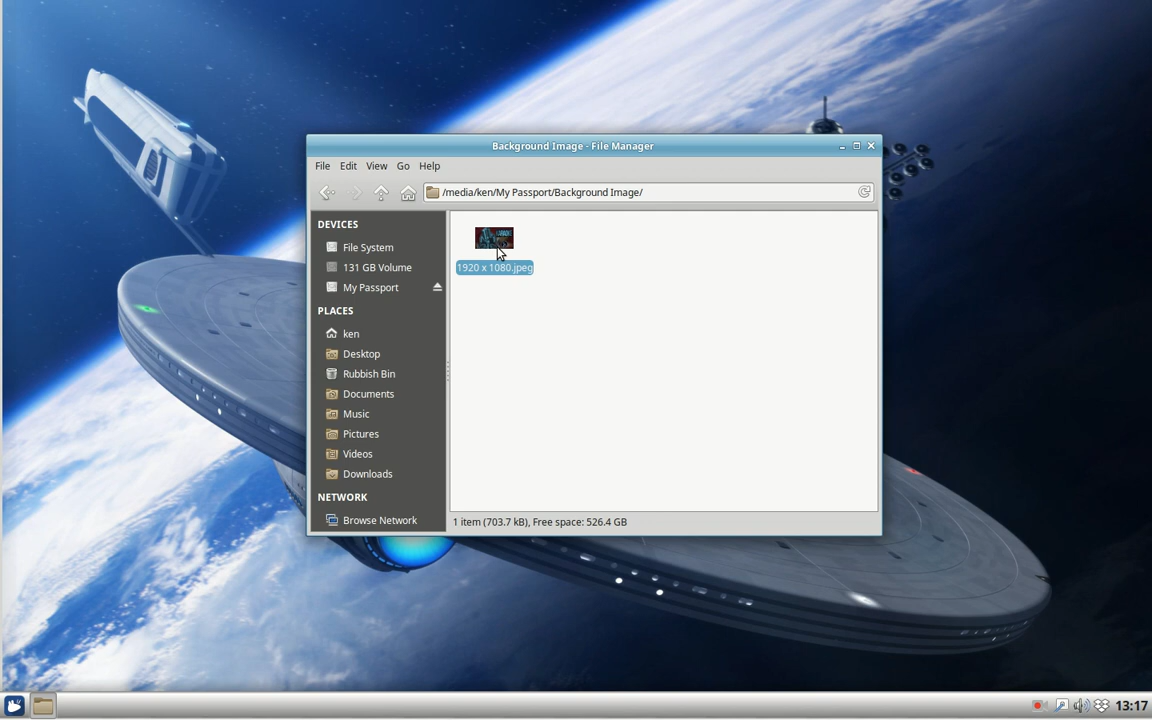 Background Image - File Manager
File Edit View Go Help
/media/ken/My Passport/Background Image/
DEVICES
File System
131 GB Volume
My Passport
PLACES
ken
Desktop
Rubbish Bin
Documents
Music
Pictures
Videos
Downloads
NETWORK
Browse Network
1920 x 1080.jpeg
1 item (703.7 kB), Free space: 526.4 GB
13:17